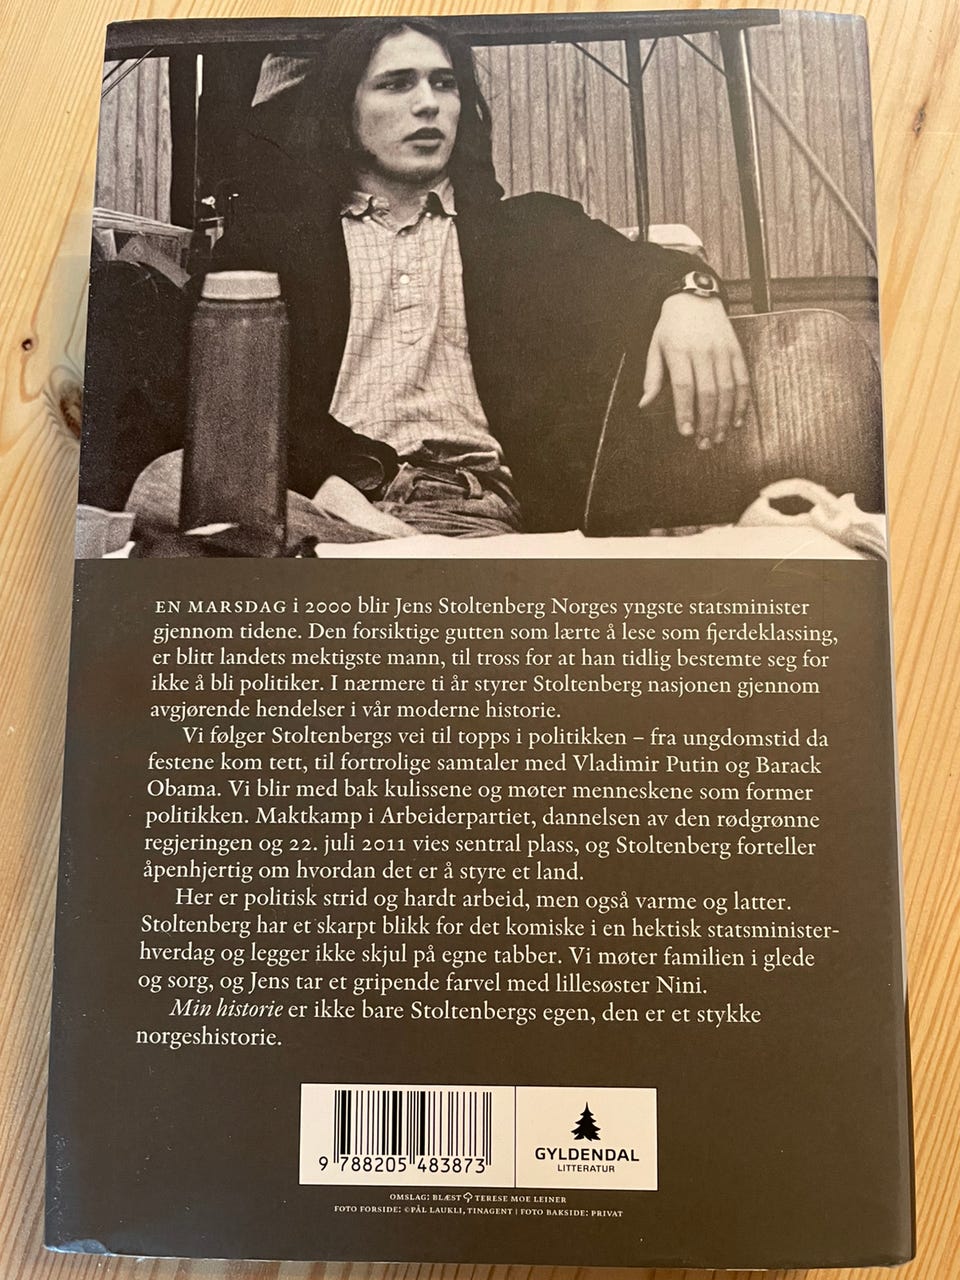 EN MARSDAG i 2000 blir Jens Stoltenberg Norges yngste statsminister
gjennom tidene. Den forsiktige gutten som lærte å lese som fjerdeklassing,
er blitt landets mektigste mann, til tross for at han tidlig bestemte seg for
ikke å bli politiker. I nærmere ti år styrer Stoltenberg nasjonen gjennom
avgjørende hendelser i vår moderne historie.
Vi følger Stoltenbergs vei til topps i politikken – fra ungdomstid da
festene kom tett, til fortrolige samtaler med Vladimir Putin og Barack
Obama. Vi blir med bak kulissene og møter menneskene som former
politikken. Maktkamp i Arbeiderpartiet, dannelsen av den rødgrønne
regjeringen og 22. juli 2011 vies sentral plass, og Stoltenberg forteller
åpenhjertig om hvordan det er å styre et land.
Her er politisk strid og hardt arbeid, men også varme og latter.
Stoltenberg har et skarpt blikk for det komiske i en hektisk statsminister-
hverdag og legger ikke skjul på egne tabber. Vi møter familien i glede
og sorg, og Jens tar et gripende farvel med lillesøster Nini.
Min historie er ikke bare Stoltenbergs egen, den er et stykke
norgeshistorie.
9 788205 483873
GYLDENDAL
LITTERATUR
OMSLAG: BLÆST TERESE MOE LEINER
FOTO FORSIDE: ©PÅL LAUKLI, TINAGENT | FOTO BAKSIDE: PRIVAT